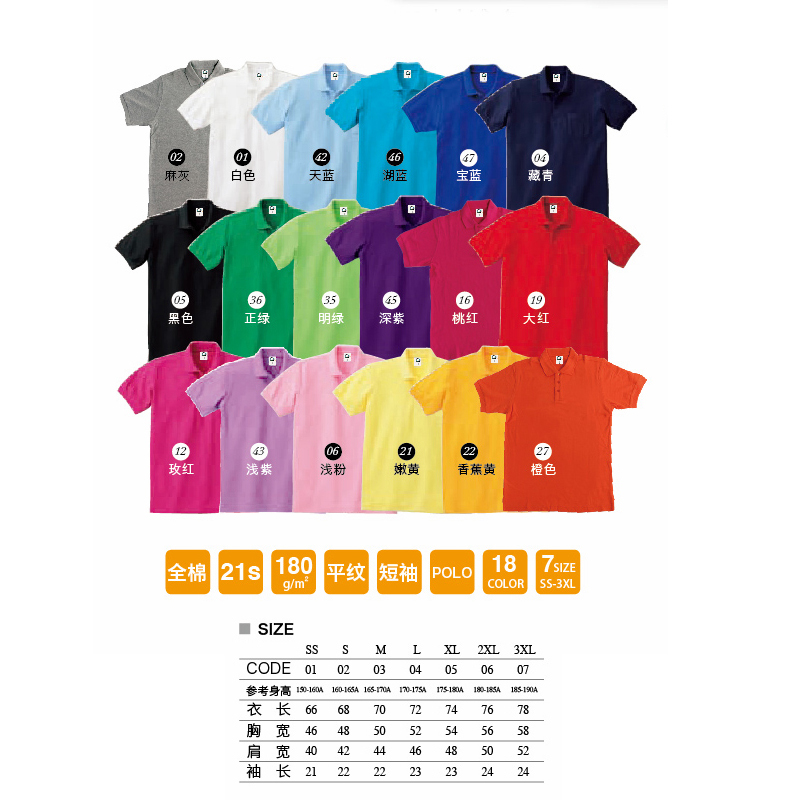 02 01 42 46 47 04
麻灰 白色 天蓝 湖蓝 宝蓝 藏青
05 36 35 45 16 19
黑色 正绿 明绿 深紫 桃红 大红
12 43 06 21 22 27
玫红 浅紫 浅粉 嫩黄 香蕉黄 橙色
全棉 21s 180 g/m² 平纹 短袖 POLO 18 COLOR 7SIZE SS-3XL
SIZE
SS S M L XL 2XL 3XL
CODE 01 02 03 04 05 06 07
参考身高 150-160A 160-165A 165-170A 170-175A 175-180A 180-185A 185-190A
衣 长 66 68 70 72 74 76 78
胸 宽 46 48 50 52 54 56 58
肩 宽 40 42 44 46 48 50 52
袖 长 21 22 22 23 23 24 24